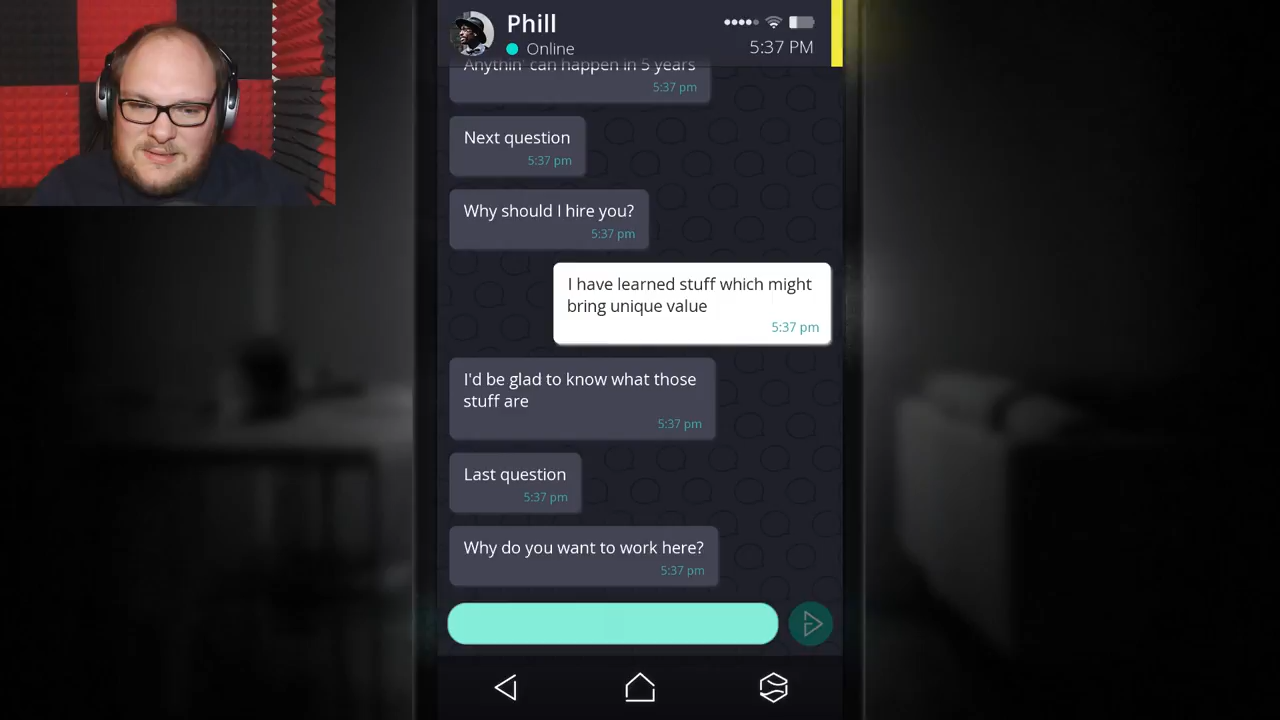 Phill
Online
5:37 PM
Anythin' can happen in 5 years
5:37 pm
Next question
5:37 pm
Why should I hire you?
5:37 pm
I have learned stuff which might
bring unique value
5:37 pm
I'd be glad to know what those
stuff are
5:37 pm
Last question
5:37 pm
Why do you want to work here?
5:37 pm